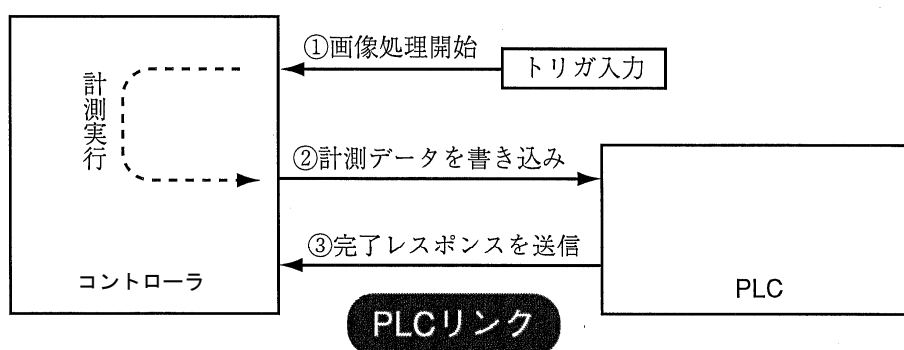 ①画像処理開始
トリガ入力
計測実行
②計測データを書き込み
③完了レスポンスを送信
コントローラ
PLC
PLCリンク